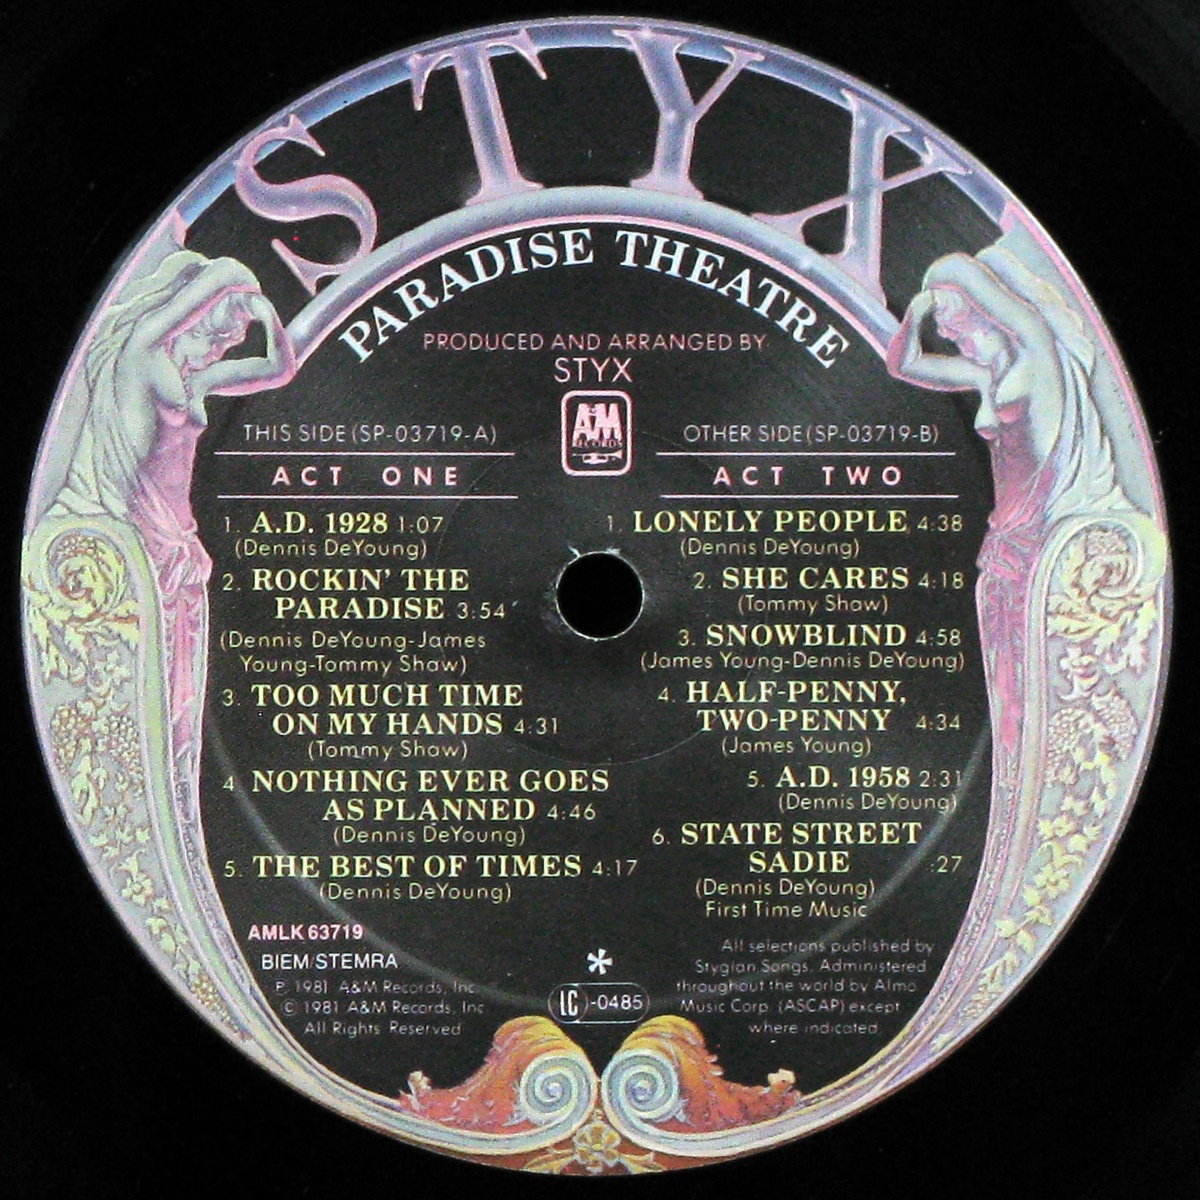 STYX
PARADISE THEATRE
PRODUCED AND ARRANGED BY
STYX
A&M
RECORDS
THIS SIDE (SP-03719-A)
ACT ONE
1. A.D. 1928 1:07
(Dennis DeYoung)
2. ROCKIN' THE
PARADISE 3:54
(Dennis DeYoung-James
Young-Tommy Shaw)
3. TOO MUCH TIME
ON MY HANDS 4:31
(Tommy Shaw)
4 NOTHING EVER GOES
AS PLANNED 4:46
(Dennis DeYoung)
5. THE BEST OF TIMES 4:17
(Dennis DeYoung)
OTHER SIDE (SP-03719-B)
ACT TWO
1. LONELY PEOPLE 4:38
(Dennis DeYoung)
2. SHE CARES 4:18
(Tommy Shaw)
3. SNOWBLIND 4:58
(James Young-Dennis DeYoung)
4. HALF-PENNY,
TWO-PENNY 4:34
(James Young)
5. A.D. 1958 2:31
(Dennis DeYoung)
6. STATE STREET
SADIE :27
(Dennis DeYoung)
First Time Music
AMLK 63719
BIEM/STEMRA
℗ 1981 A&M Records, Inc
© 1981 A&M Records, Inc
All Rights Reserved
*
LC-0485
All selections published by
Stygian Songs. Administered
throughout the world by Almo
Music Corp. (ASCAP) except
where indicated.